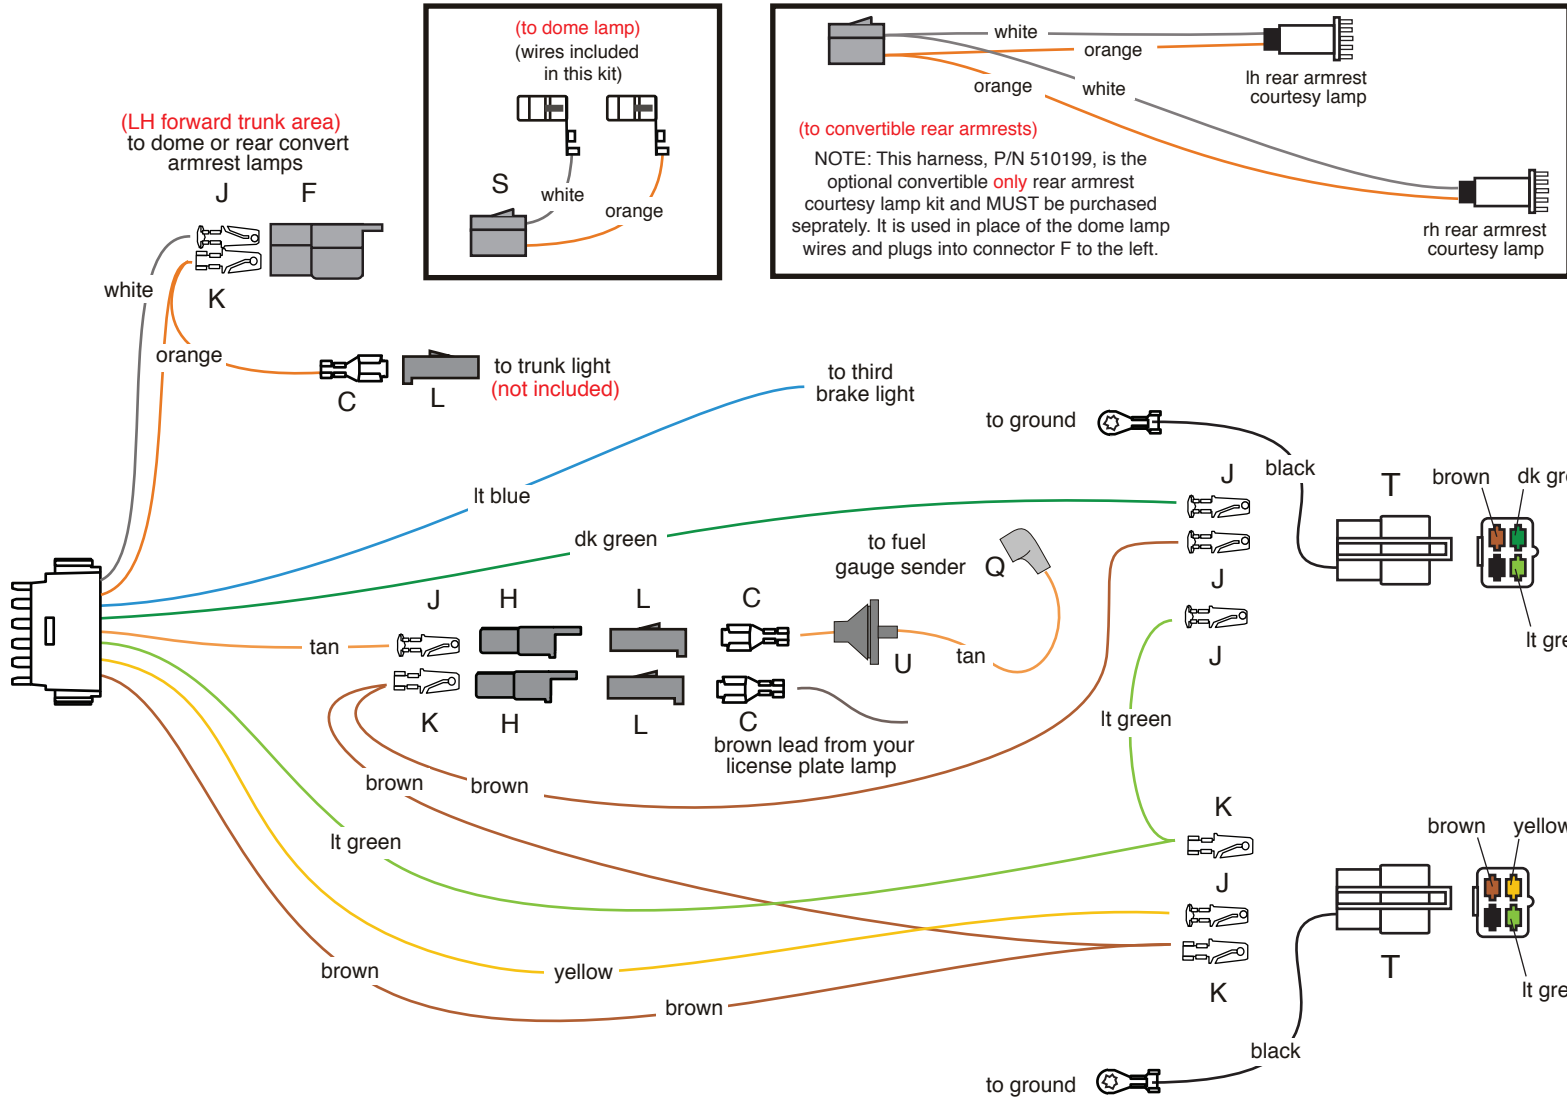 (to dome lamp)
(wires included
in this kit)
S
white
orange
white
orange
orange
white
lh rear armrest
courtesy lamp
(to convertible rear armrests)
NOTE: This harness, P/N 510199, is the
optional convertible only rear armrest
courtesy lamp kit and MUST be purchased
seprately. It is used in place of the dome lamp
wires and plugs into connector F to the left.
rh rear armrest
courtesy lamp
(LH forward trunk area)
to dome or rear convert
armrest lamps
J F
K
white
orange
C L
to trunk light
(not included)
to third
brake light
lt blue
dk green
to ground
black
J
J
J
T
brown dk gre
lt gre
to fuel
gauge sender
Q
tan
J H L C
U
tan
K H L C
brown lead from your
license plate lamp
brown
brown
lt green
lt green
K
J
K
brown
yellow
brown
T
brown yellow
lt gre
black
to ground